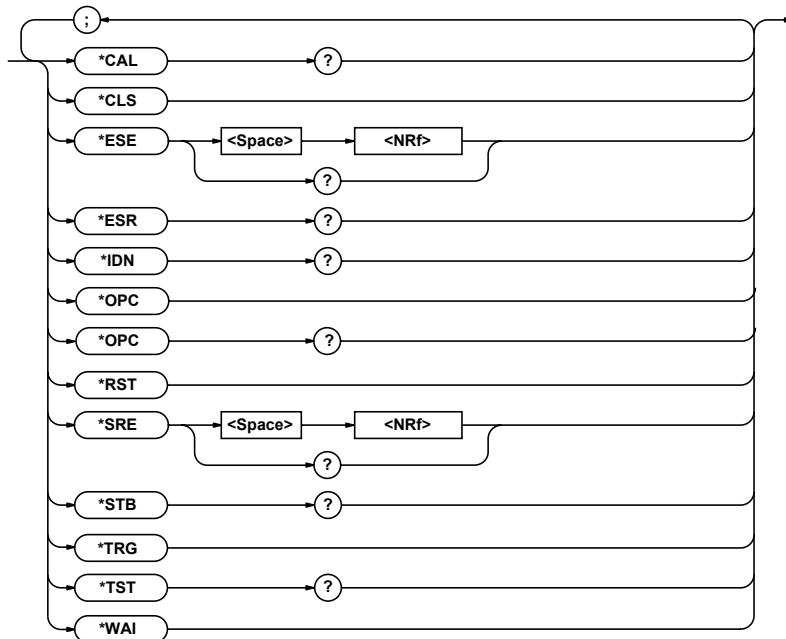 ;
*CAL ?
*CLS
*ESE <Space> <NRf>
?
*ESR ?
*IDN ?
*OPC
*OPC ?
*RST
*SRE <Space> <NRf>
?
*STB ?
*TRG
*TST ?
*WAI